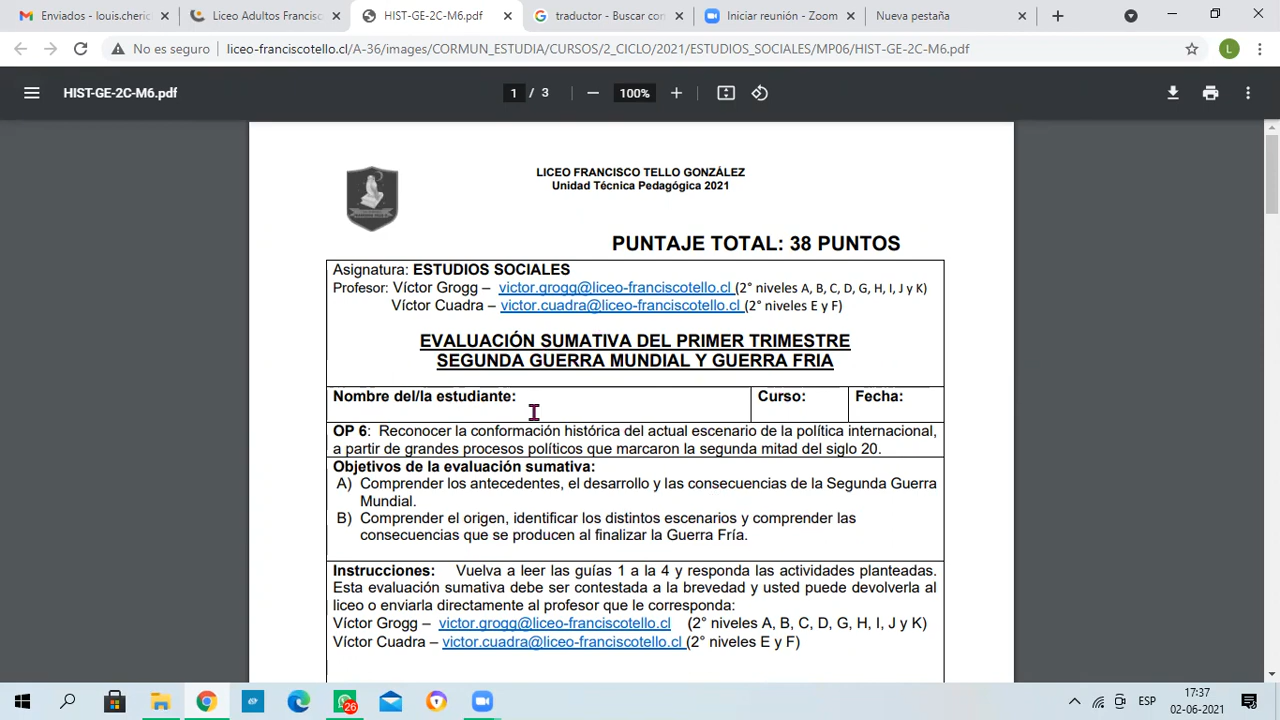 Enviados - louis.cheric
Liceo Adultos Francisc
HIST-GE-2C-M6.pdf
traductor - Buscar con
Iniciar reunión - Zoom
Nueva pestaña
No es seguro
liceo-franciscotello.cl/A-36/images/CORMUN_ESTUDIA/CURSOS/2_CICLO/2021/ESTUDIOS_SOCIALES/MP06/HIST-GE-2C-M6.pdf
L
HIST-GE-2C-M6.pdf
1 / 3
100%
LICEO FRANCISCO TELLO GONZÁLEZ
Unidad Técnica Pedagógica 2021
PUNTAJE TOTAL: 38 PUNTOS
Asignatura: ESTUDIOS SOCIALES
Profesor: Víctor Grogg – victor.grogg@liceo-franciscotello.cl (2° niveles A, B, C, D, G, H, I, J y K)
Víctor Cuadra – victor.cuadra@liceo-franciscotello.cl (2° niveles E y F)
EVALUACIÓN SUMATIVA DEL PRIMER TRIMESTRE
SEGUNDA GUERRA MUNDIAL Y GUERRA FRIA
Nombre del/la estudiante:
Curso:
Fecha:
OP 6: Reconocer la conformación histórica del actual escenario de la política internacional,
a partir de grandes procesos políticos que marcaron la segunda mitad del siglo 20.
Objetivos de la evaluación sumativa:
A) Comprender los antecedentes, el desarrollo y las consecuencias de la Segunda Guerra
Mundial.
B) Comprender el origen, identificar los distintos escenarios y comprender las
consecuencias que se producen al finalizar la Guerra Fría.
Instrucciones: Vuelva a leer las guías 1 a la 4 y responda las actividades planteadas.
Esta evaluación sumativa debe ser contestada a la brevedad y usted puede devolverla al
liceo o enviarla directamente al profesor que le corresponda:
Víctor Grogg – victor.grogg@liceo-franciscotello.cl (2° niveles A, B, C, D, G, H, I, J y K)
Víctor Cuadra – victor.cuadra@liceo-franciscotello.cl (2° niveles E y F)
26
ESP
17:37
02-06-2021